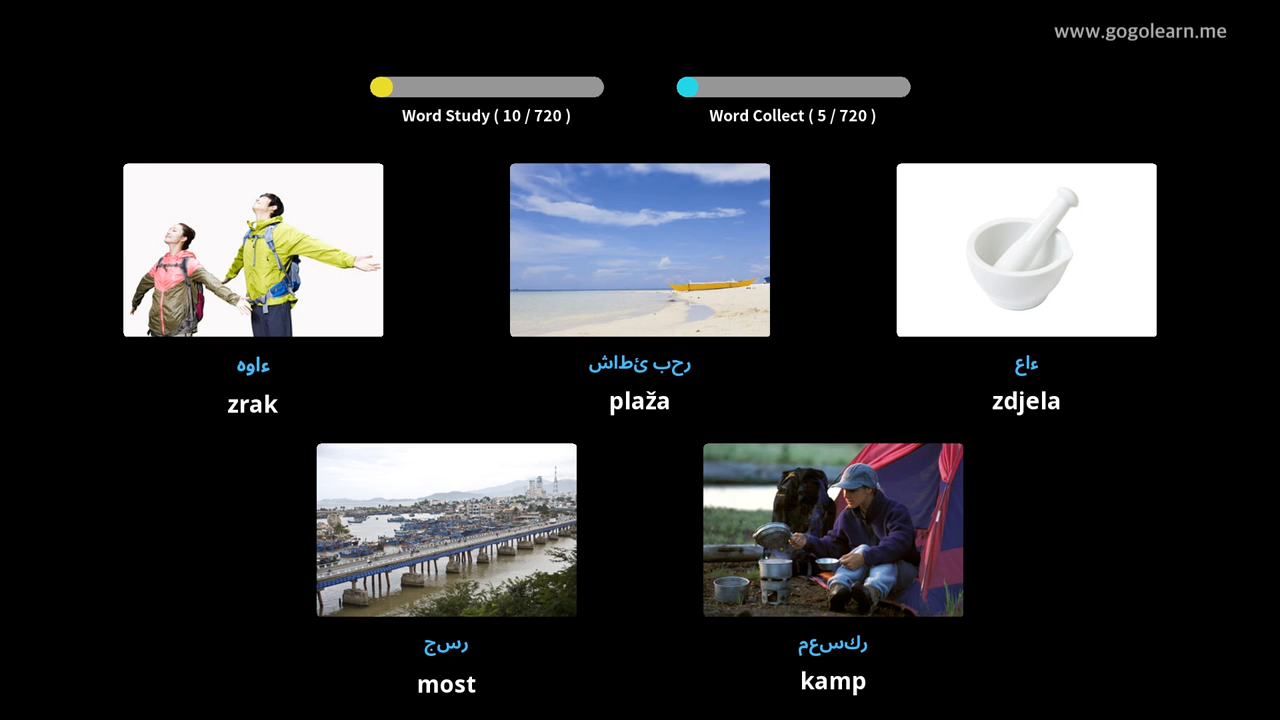 www.gogolearn.me
Word Study ( 10 / 720 )
Word Collect ( 5 / 720 )
ءاوه
zrak
رحب ئطاش
plaža
ءاع
zdjela
رسج
most
ركسعم
kamp